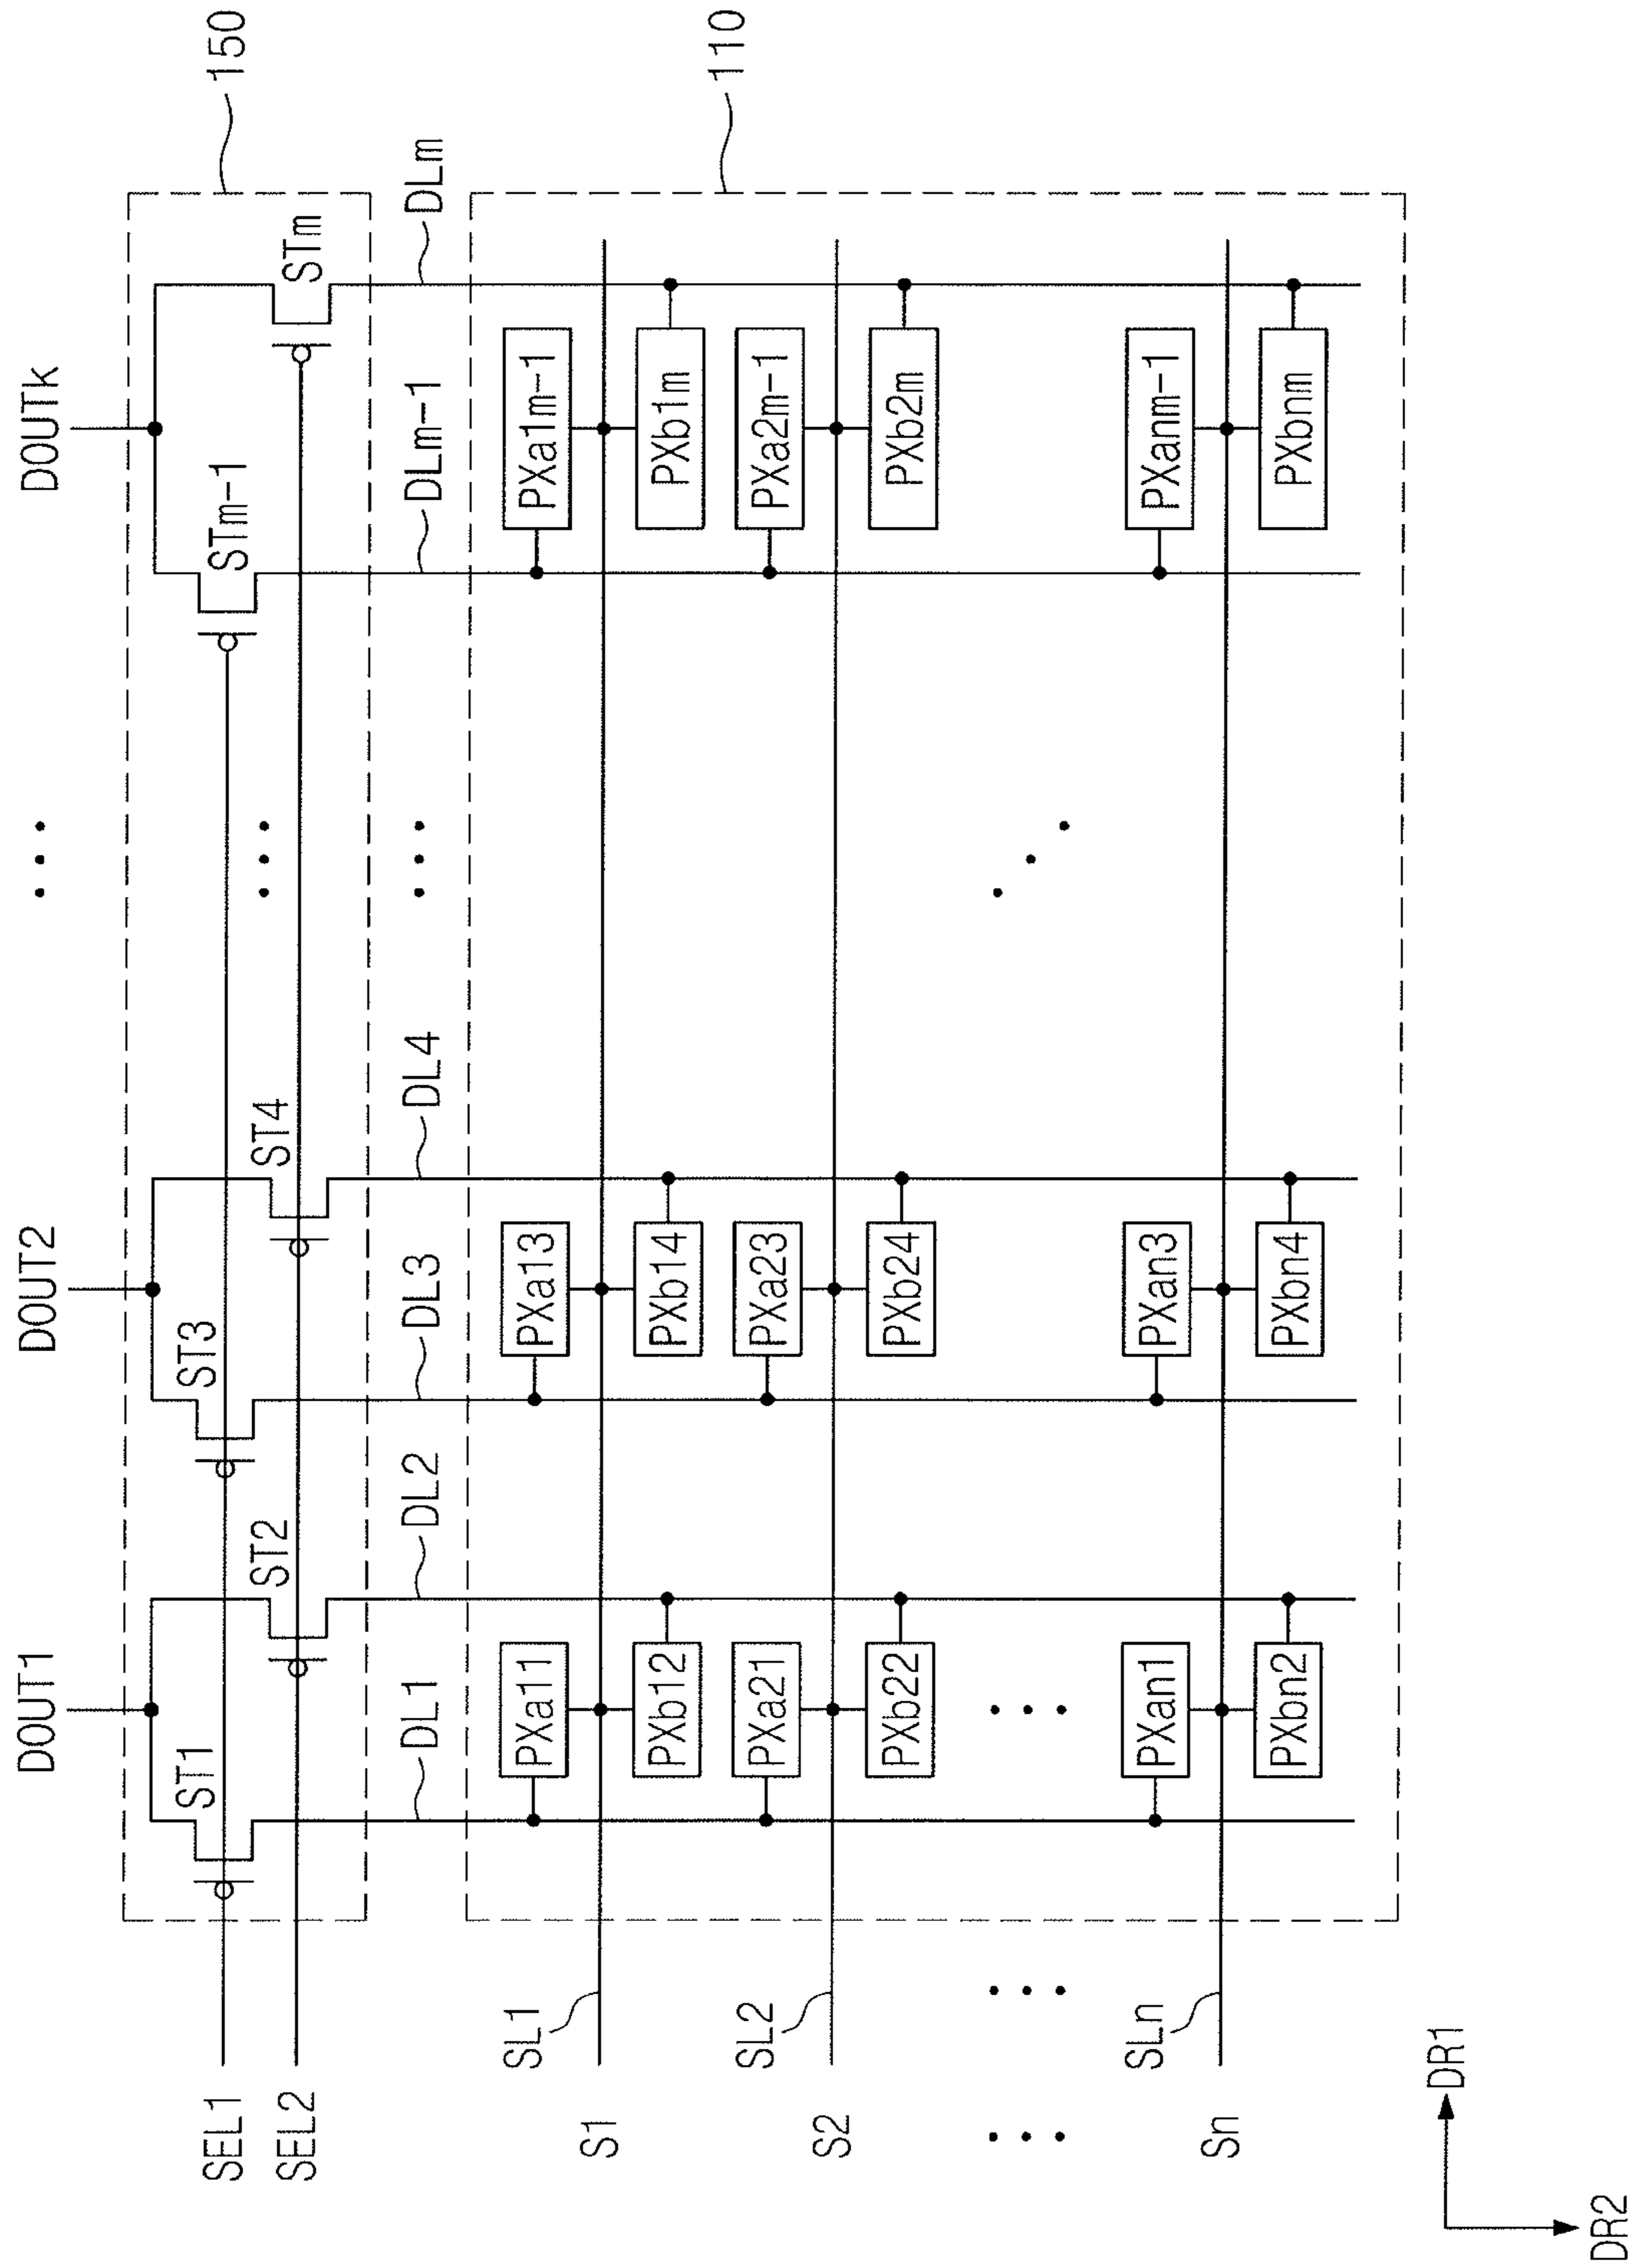 DOUT1 DOUT2 DOUTk
150
ST1 ST3 STm-1
SEL1
ST2 ST4 STm
SEL2
DL1 DL2 DL3 DL4 DLm-1 DLm
110
PXa11 PXa13 PXa1m-1
SL1
S1
PXb12 PXb14 PXb1m
PXa21 PXa23 PXa2m-1
SL2
S2
PXb22 PXb24 PXb2m
PXan1 PXan3 PXanm-1
SLn
Sn
PXbn2 PXbn4 PXbnm
DR1
DR2